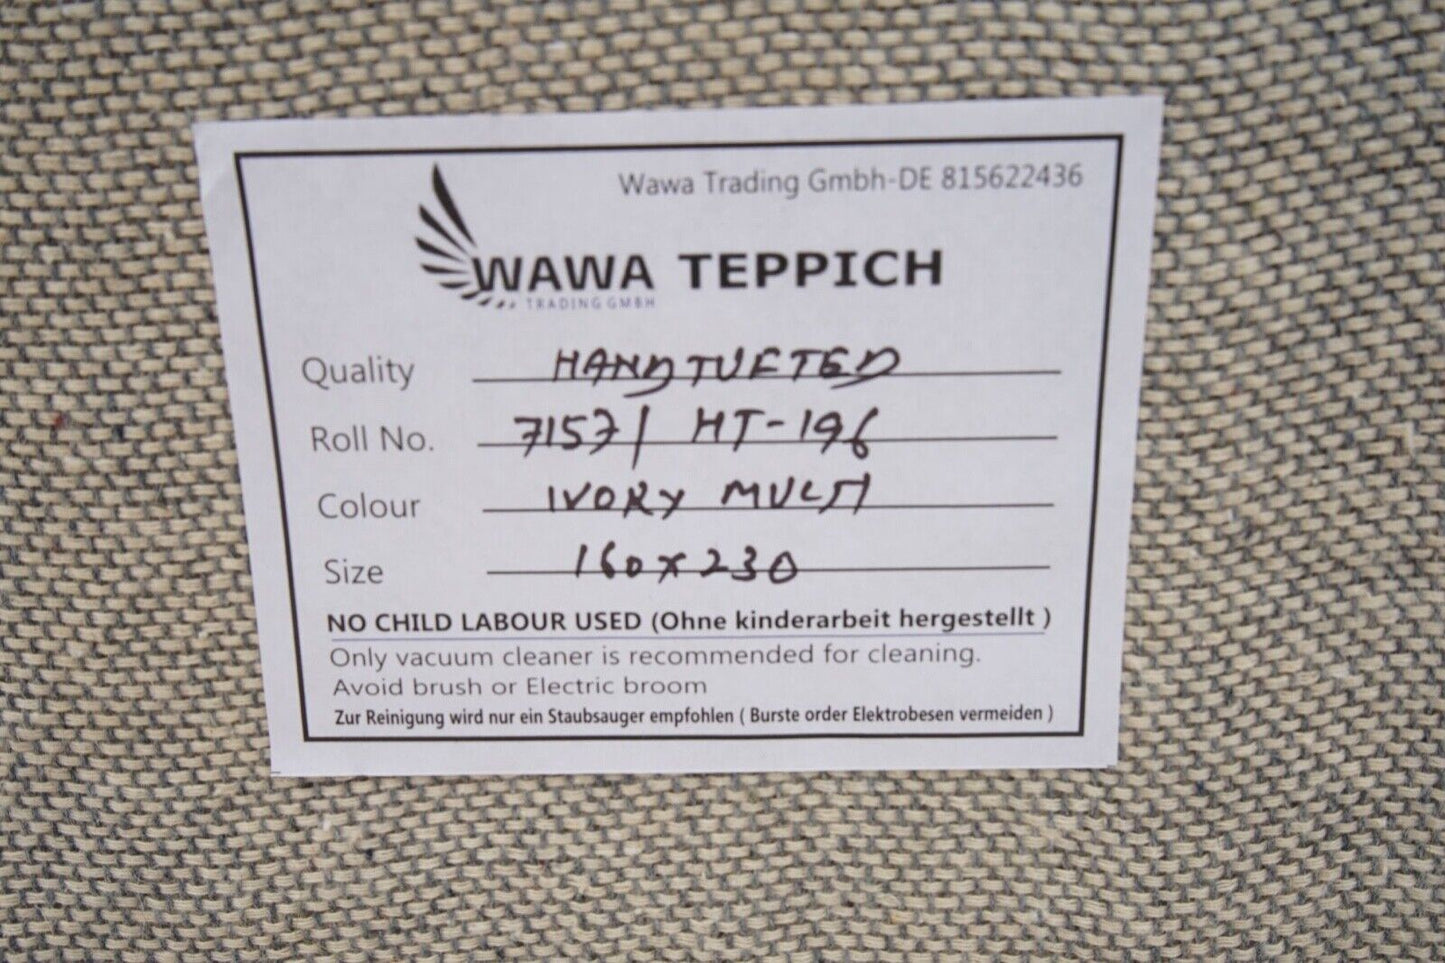 Wawa Trading Gmbh-DE 815622436
WAWA TEPPICH
TRADING GMBH
Quality HANDTUFTED
Roll No. 7157/ HT-196
Colour IVORY MULTI
Size 160x230
NO CHILD LABOUR USED (Ohne kinderarbeit hergestellt )
Only vacuum cleaner is recommended for cleaning.
Avoid brush or Electric broom
Zur Reinigung wird nur ein Staubsauger empfohlen ( Burste order Elektrobesen vermeiden )